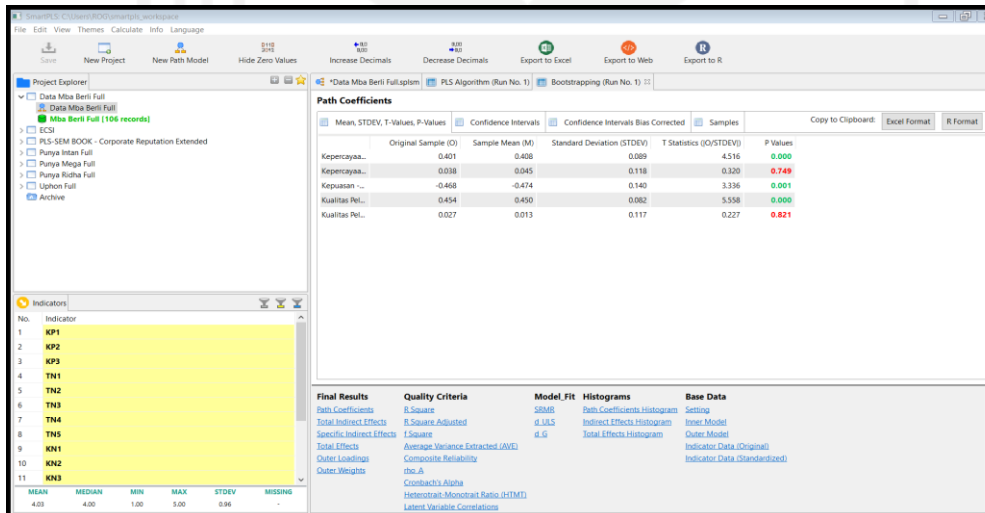 SmartPLS: C:\Users\ROG\smartpls_workspace
File Edit View Themes Calculate Info Language
Save New Project New Path Model Hide Zero Values Increase Decimals Decrease Decimals Export to Excel Export to Web Export to R
Project Explorer
Data Mba Berli Full
Data Mba Berli Full
Mba Berli Full [106 records]
ECSI
PLS-SEM BOOK - Corporate Reputation Extended
Punya Intan Full
Punya Mega Full
Punya Ridha Full
Uphon Full
Archive
Indicators
No. Indicator
1 KP1
2 KP2
3 KP3
4 TN1
5 TN2
6 TN3
7 TN4
8 TN5
9 KN1
10 KN2
11 KN3
MEAN MEDIAN MIN MAX STDEV MISSING
4.03 4.00 1.00 5.00 0.96 -
*Data Mba Berli Full.splsm PLS Algorithm (Run No. 1) Bootstrapping (Run No. 1)
Path Coefficients
Mean, STDEV, T-Values, P-Values Confidence Intervals Confidence Intervals Bias Corrected Samples Copy to Clipboard: Excel Format R Format
Original Sample (O) Sample Mean (M) Standard Deviation (STDEV) T Statistics (|O/STDEV|) P Values
Kepercayaa... 0.401 0.408 0.089 4.516 0.000
Kepercayaa... 0.038 0.045 0.118 0.320 0.749
Kepuasan -... -0.468 -0.474 0.140 3.336 0.001
Kualitas Pel... 0.454 0.450 0.082 5.558 0.000
Kualitas Pel... 0.027 0.013 0.117 0.227 0.821
Final Results Quality Criteria Model_Fit Histograms Base Data
Path Coefficients R Square SRMR Path Coefficients Histogram Setting
Total Indirect Effects R Square Adjusted d_ULS Indirect Effects Histogram Inner Model
Specific Indirect Effects f Square d_G Total Effects Histogram Outer Model
Total Effects Average Variance Extracted (AVE) Indicator Data (Original)
Outer Loadings Composite Reliability Indicator Data (Standardized)
Outer Weights rho_A
Cronbach's Alpha
Heterotrait-Monotrait Ratio (HTMT)
Latent Variable Correlations